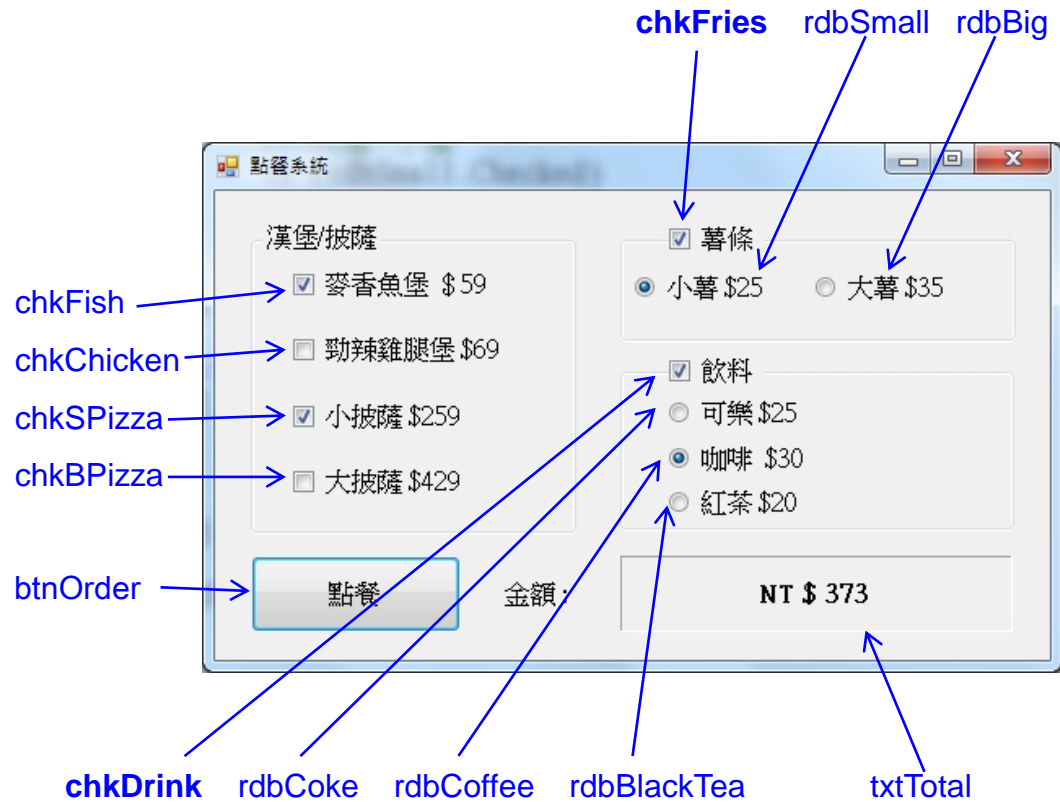 chkFries rdbSmall rdbBig
點餐系統
漢堡/披薩
薯條
chkFish
麥香魚堡 $59
小薯$25
大薯$35
chkChicken
勁辣雞腿堡$69
飲料
chkSPizza
小披薩$259
可樂$25
chkBPizza
大披薩$429
咖啡 $30
紅茶$20
btnOrder
點餐
金額:
NT $ 373
chkDrink rdbCoke rdbCoffee rdbBlackTea txtTotal